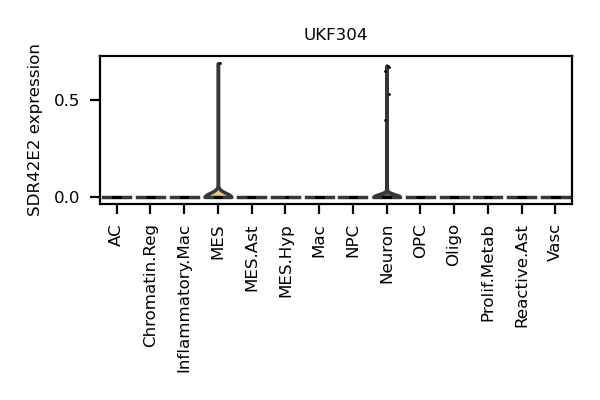 UKF304
SDR42E2 expression
0.5
0.0
AC
Chromatin.Reg
Inflammatory.Mac
MES
MES.Ast
MES.Hyp
Mac
NPC
Neuron
OPC
Oligo
Prolif.Metab
Reactive.Ast
Vasc